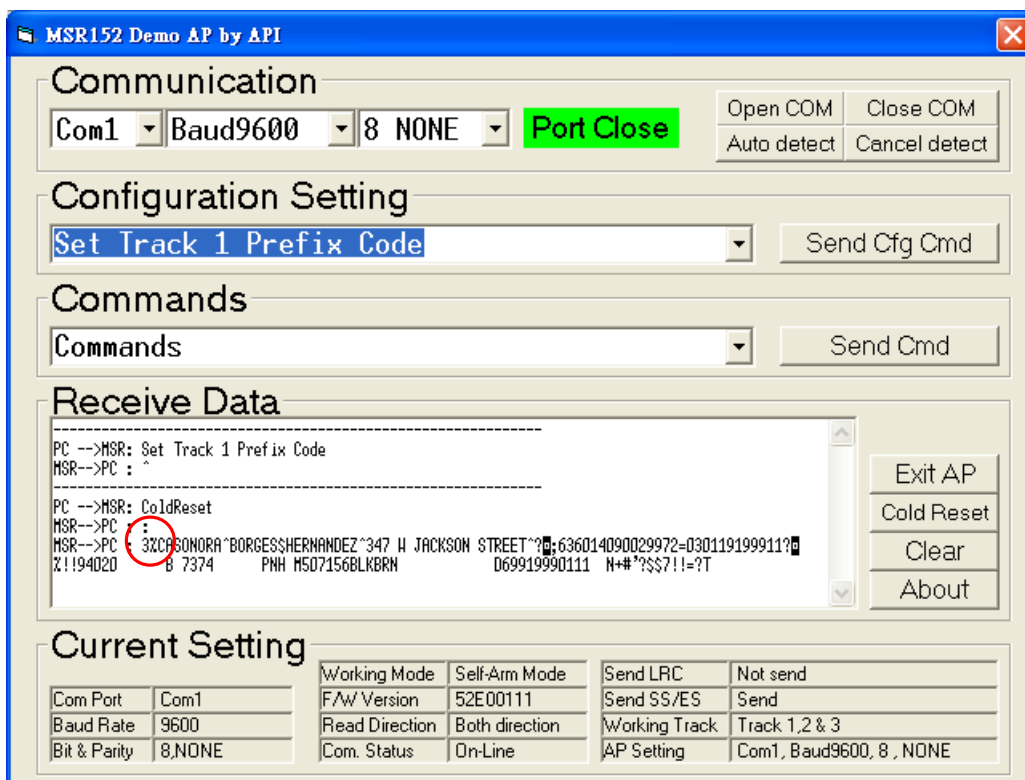 MSR152 Demo AP by API
Communication
Com1 Baud9600 8 NONE Port Close Open COM Close COM
Auto detect Cancel detect
Configuration Setting
Set Track 1 Prefix Code Send Cfg Cmd
Commands
Commands Send Cmd
Receive Data
------------------------------------------------------------
PC -->MSR: Set Track 1 Prefix Code
MSR-->PC : ^
------------------------------------------------------------
PC -->MSR: ColdReset
MSR-->PC : :
MSR-->PC : 3%CASONORA^BORGES$HERNANDEZ^347 W JACKSON STREET^?;636014090029972=030119199911?
%!!94020 B 7374 PNH M507156BLKBRN D69919990111 N+#"?$$7!!=?T
Exit AP
Cold Reset
Clear
About
Current Setting
Com Port Com1
Baud Rate 9600
Bit & Parity 8,NONE
Working Mode Self-Arm Mode
F/W Version 52E00111
Read Direction Both direction
Com. Status On-Line
Send LRC Not send
Send SS/ES Send
Working Track Track 1,2 & 3
AP Setting Com1, Baud9600, 8 , NONE